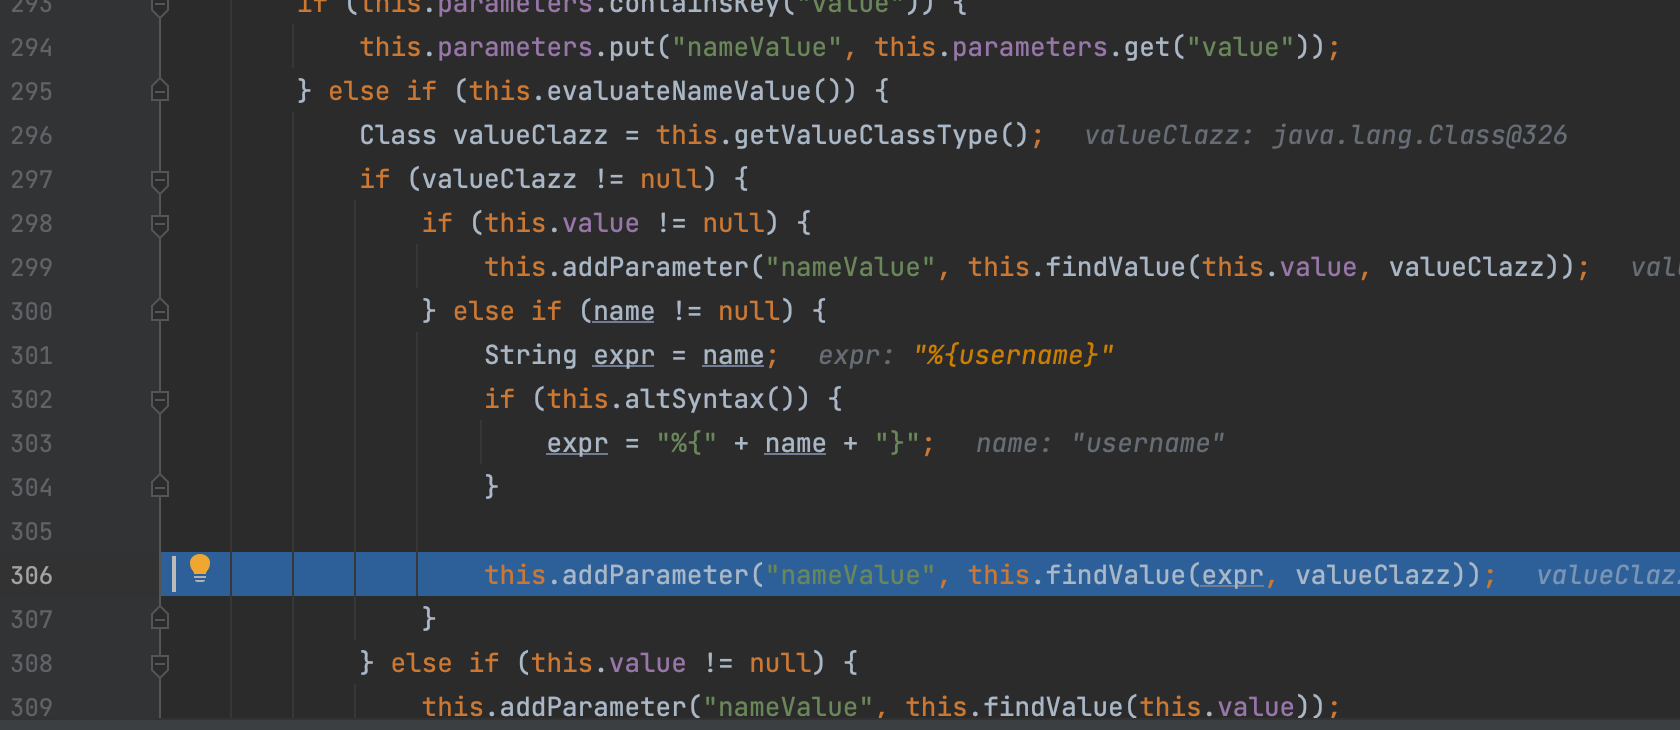 293 if (this.parameters.containsKey("value")) {
294 this.parameters.put("nameValue", this.parameters.get("value"));
295 } else if (this.evaluateNameValue()) {
296 Class valueClazz = this.getValueClassType(); valueClazz: java.lang.Class@326
297 if (valueClazz != null) {
298 if (this.value != null) {
299 this.addParameter("nameValue", this.findValue(this.value, valueClazz)); val
300 } else if (name != null) {
301 String expr = name; expr: "%{username}"
302 if (this.altSyntax()) {
303 expr = "%{" + name + "}"; name: "username"
304 }
305
306 this.addParameter("nameValue", this.findValue(expr, valueClazz)); valueClaz
307 }
308 } else if (this.value != null) {
309 this.addParameter("nameValue", this.findValue(this.value));